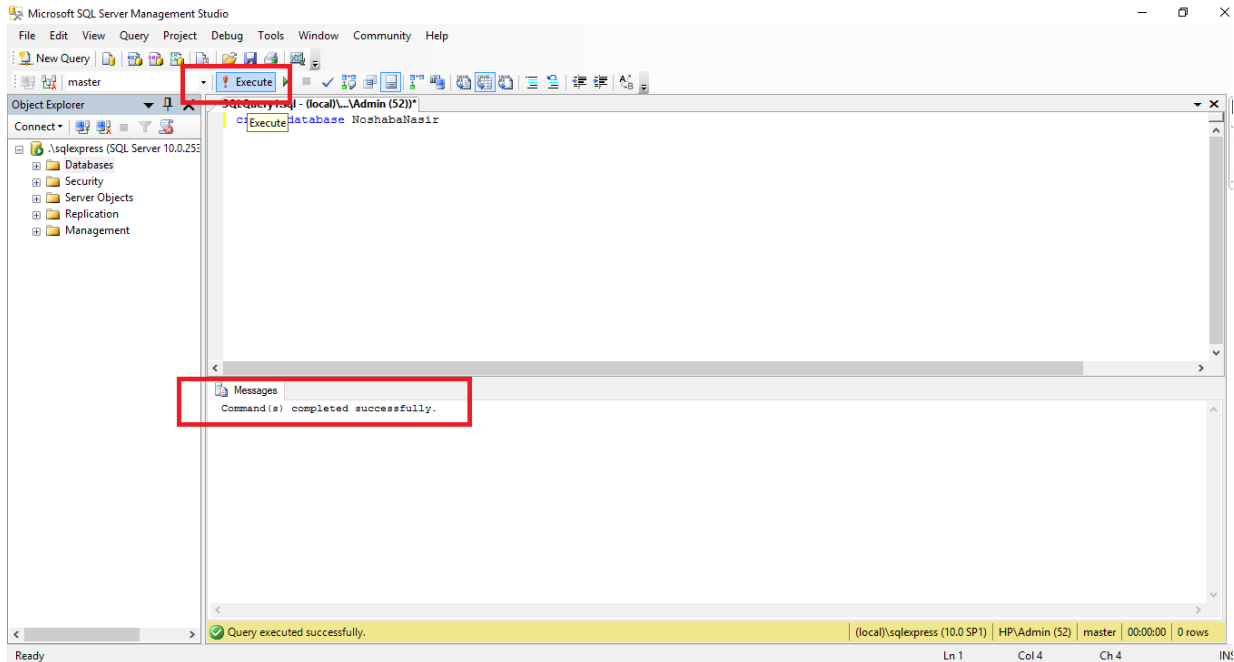 Microsoft SQL Server Management Studio
File Edit View Query Project Debug Tools Window Community Help
New Query
master Execute
Object Explorer
SQLQuery1.sql - (local)\...\Admin (52))*
Connect
database NoshabaNasir
Execute
.\sqlexpress (SQL Server 10.0.253
Databases
Security
Server Objects
Replication
Management
Messages
Command(s) completed successfully.
Query executed successfully. (local)\sqlexpress (10.0 SP1) HP\Admin (52) master 00:00:00 0 rows
Ready Ln 1 Col 4 Ch 4 INS